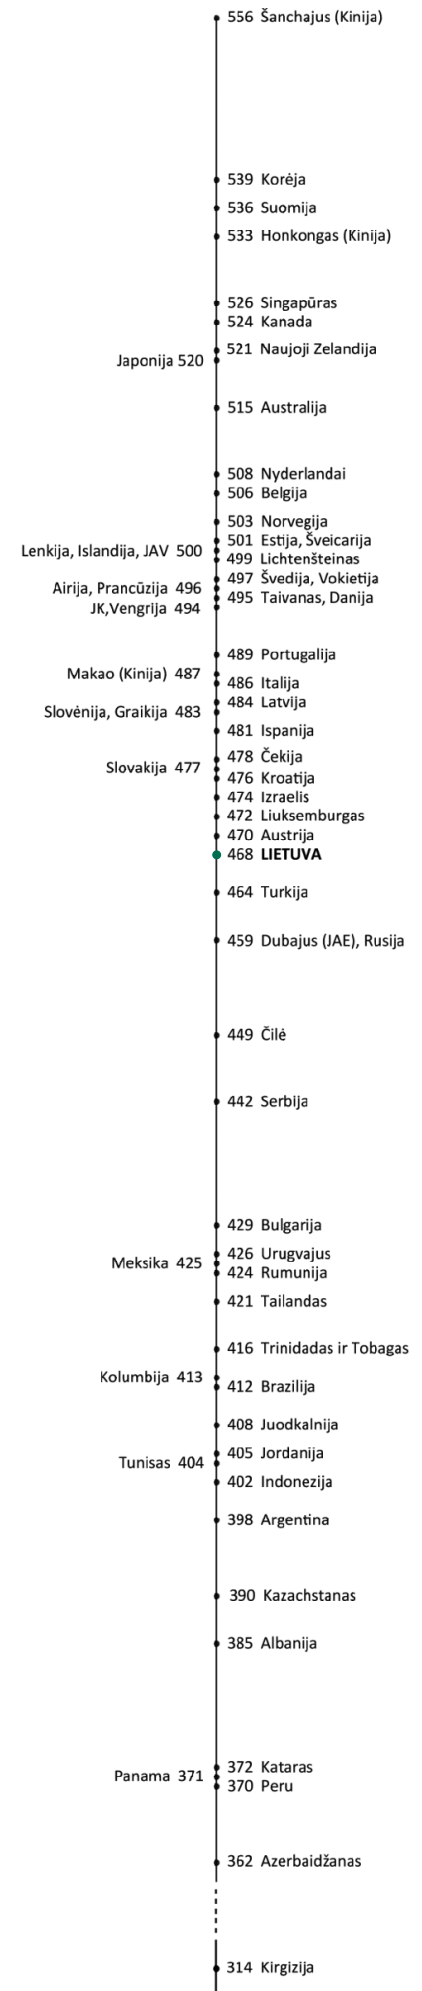 556 Šanchajus (Kinija)
539 Korėja
536 Suomija
533 Honkongas (Kinija)
526 Singapūras
524 Kanada
521 Naujoji Zelandija
Japonija 520
515 Australija
508 Nyderlandai
506 Belgija
503 Norvegija
501 Estija, Šveicarija
Lenkija, Islandija, JAV 500
499 Lichtenšteinas
497 Švedija, Vokietija
Airija, Prancūzija 496
495 Taivanas, Danija
JK,Vengrija 494
489 Portugalija
Makao (Kinija) 487
486 Italija
484 Latvija
Slovėnija, Graikija 483
481 Ispanija
478 Čekija
Slovakija 477
476 Kroatija
474 Izraelis
472 Liuksemburgas
470 Austrija
468 LIETUVA
464 Turkija
459 Dubajus (JAE), Rusija
449 Čilė
442 Serbija
429 Bulgarija
426 Urugvajus
Meksika 425
424 Rumunija
421 Tailandas
416 Trinidadas ir Tobagas
Kolumbija 413
412 Brazilija
408 Juodkalnija
405 Jordanija
Tunisas 404
402 Indonezija
398 Argentina
390 Kazachstanas
385 Albanija
372 Kataras
Panama 371
370 Peru
362 Azerbaidžanas
314 Kirgizija